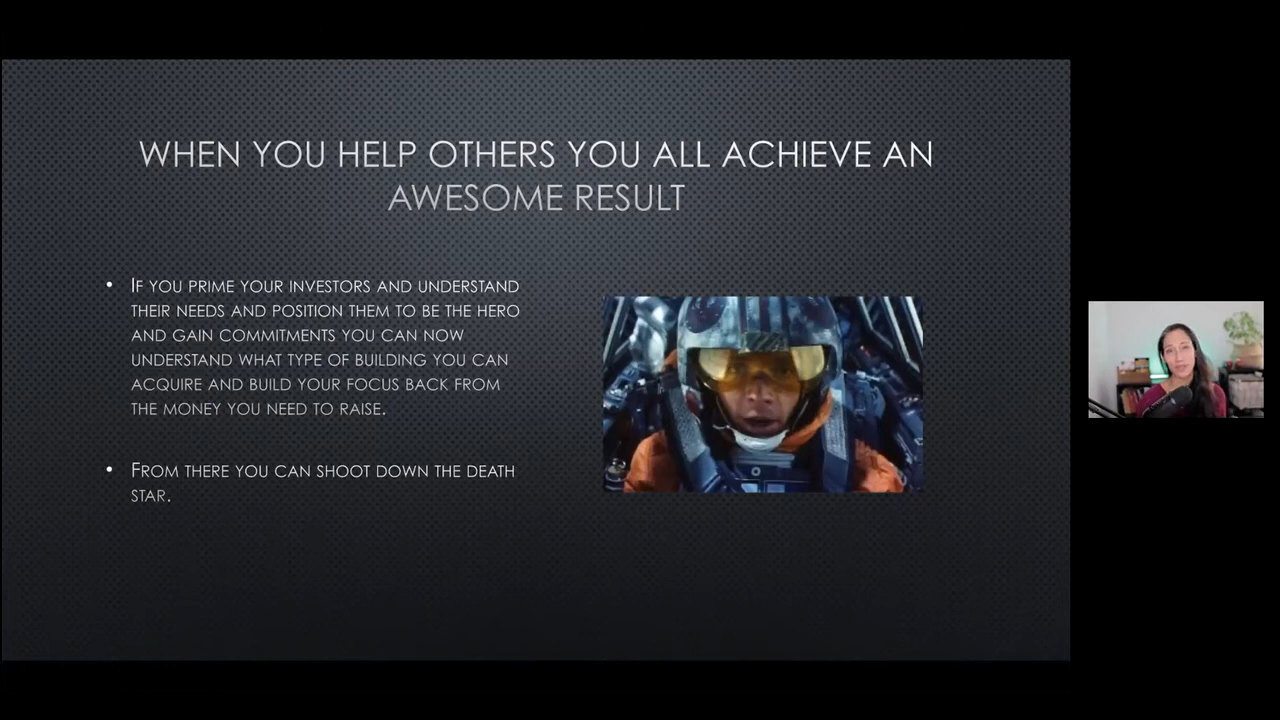 WHEN YOU HELP OTHERS YOU ALL ACHIEVE AN
AWESOME RESULT
• IF YOU PRIME YOUR INVESTORS AND UNDERSTAND
THEIR NEEDS AND POSITION THEM TO BE THE HERO
AND GAIN COMMITMENTS YOU CAN NOW
UNDERSTAND WHAT TYPE OF BUILDING YOU CAN
ACQUIRE AND BUILD YOUR FOCUS BACK FROM
THE MONEY YOU NEED TO RAISE.
• FROM THERE YOU CAN SHOOT DOWN THE DEATH
STAR.